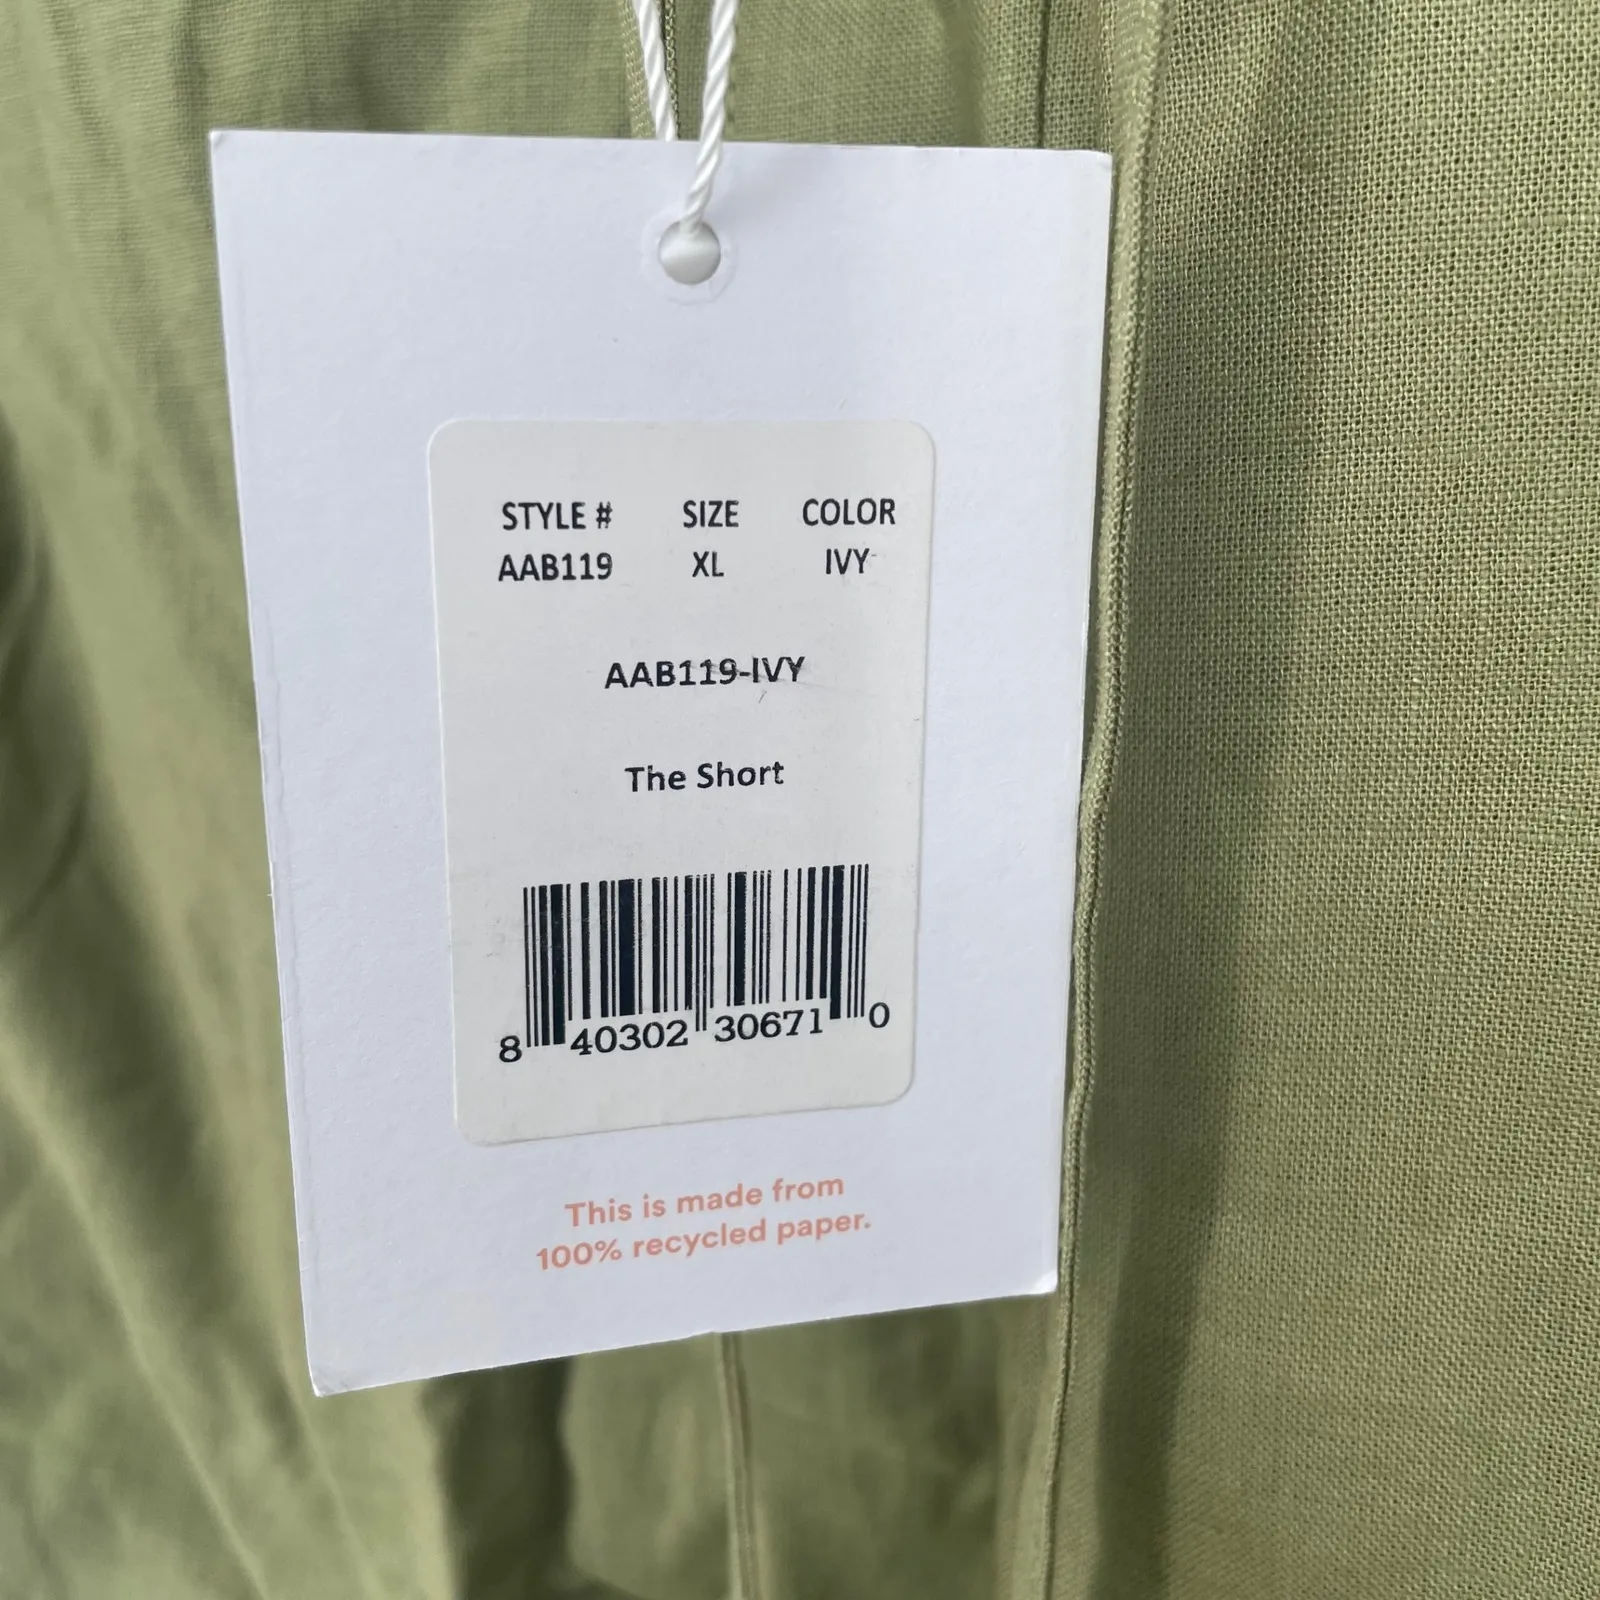 STYLE # SIZE COLOR
AAB119 XL IVY
AAB119-IVY
The Short
8 40302 30671 0
This is made from
100% recycled paper.